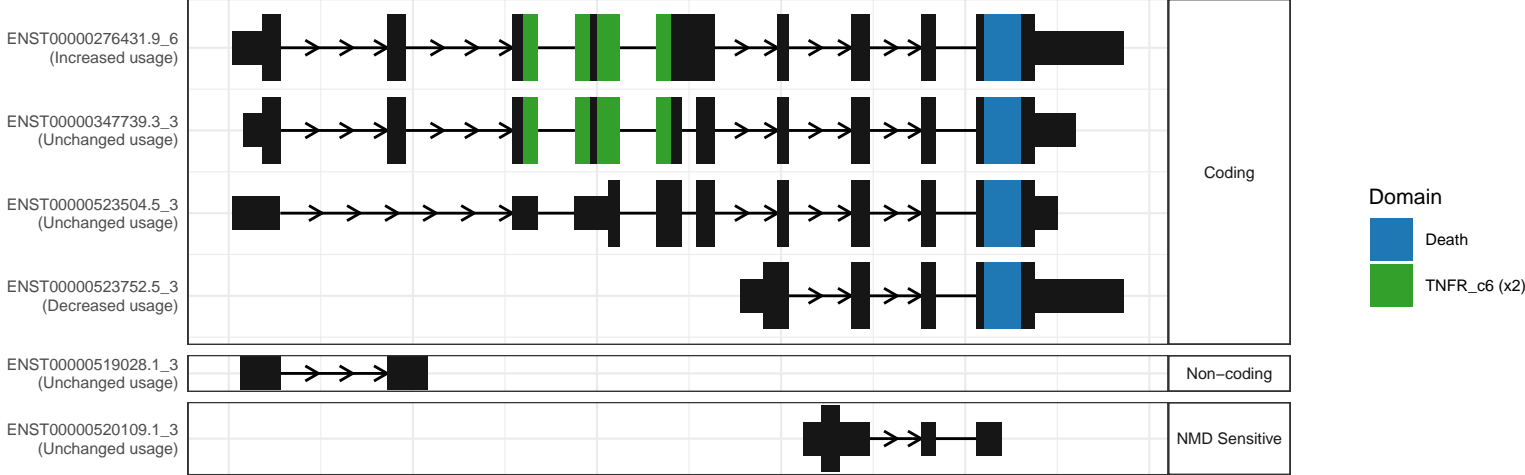 ENST00000276431.9_6
(Increased usage)
ENST00000347739.3_3
(Unchanged usage)
ENST00000523504.5_3
(Unchanged usage)
ENST00000523752.5_3
(Decreased usage)
Coding
ENST00000519028.1_3
(Unchanged usage)
Non−coding
ENST00000520109.1_3
(Unchanged usage)
NMD Sensitive
Domain
Death
TNFR_c6 (x2)